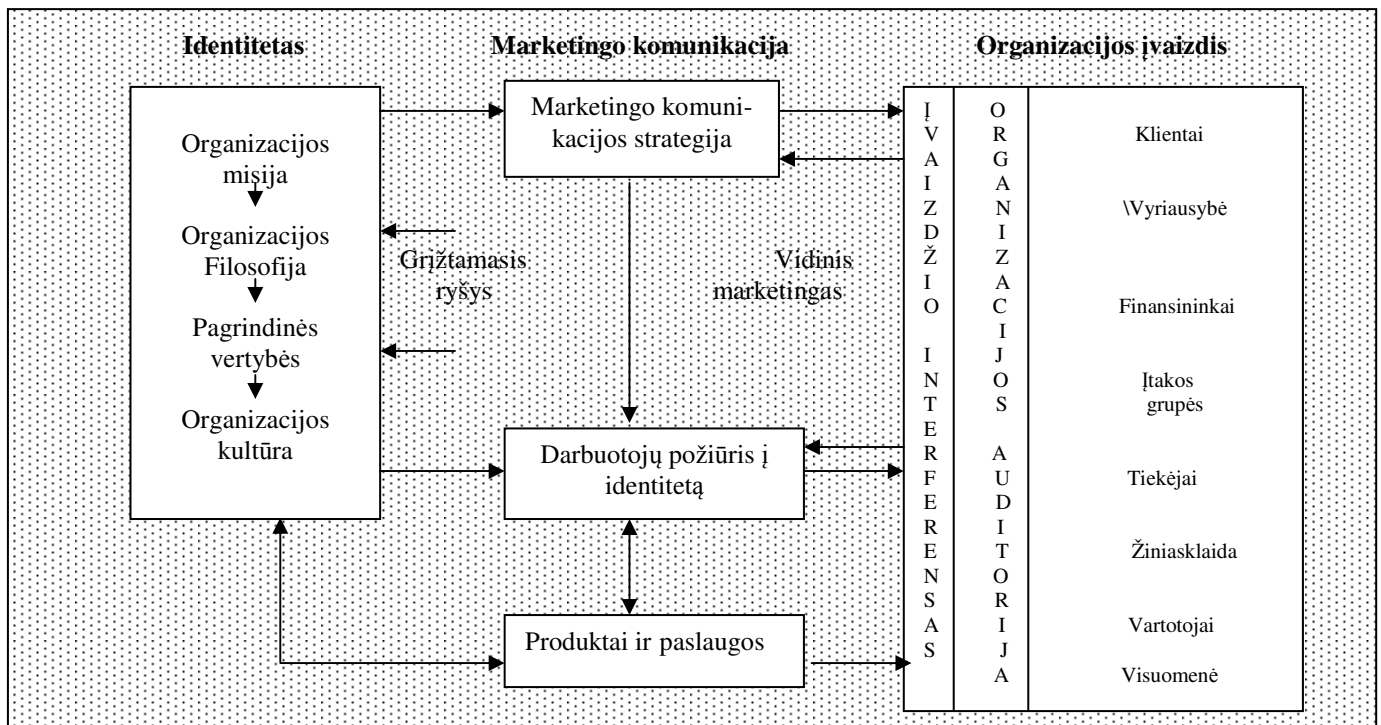 Identitetas
Marketingo komunikacija
Organizacijos įvaizdis
Organizacijos
misija
Organizacijos
Filosofija
Pagrindinės
vertybės
Organizacijos
kultūra
Grįžtamasis
ryšys
Marketingo komuni-
kacijos strategija
Vidinis
marketingas
Darbuotojų požiūris į
identitetą
Produktai ir paslaugos
ĮVAIZDŽIO INTERFERENSAS
ORGANIZACIJOS AUDITORIJA
Klientai
\Vyriausybė
Finansininkai
Įtakos
grupės
Tiekėjai
Žiniasklaida
Vartotojai
Visuomenė